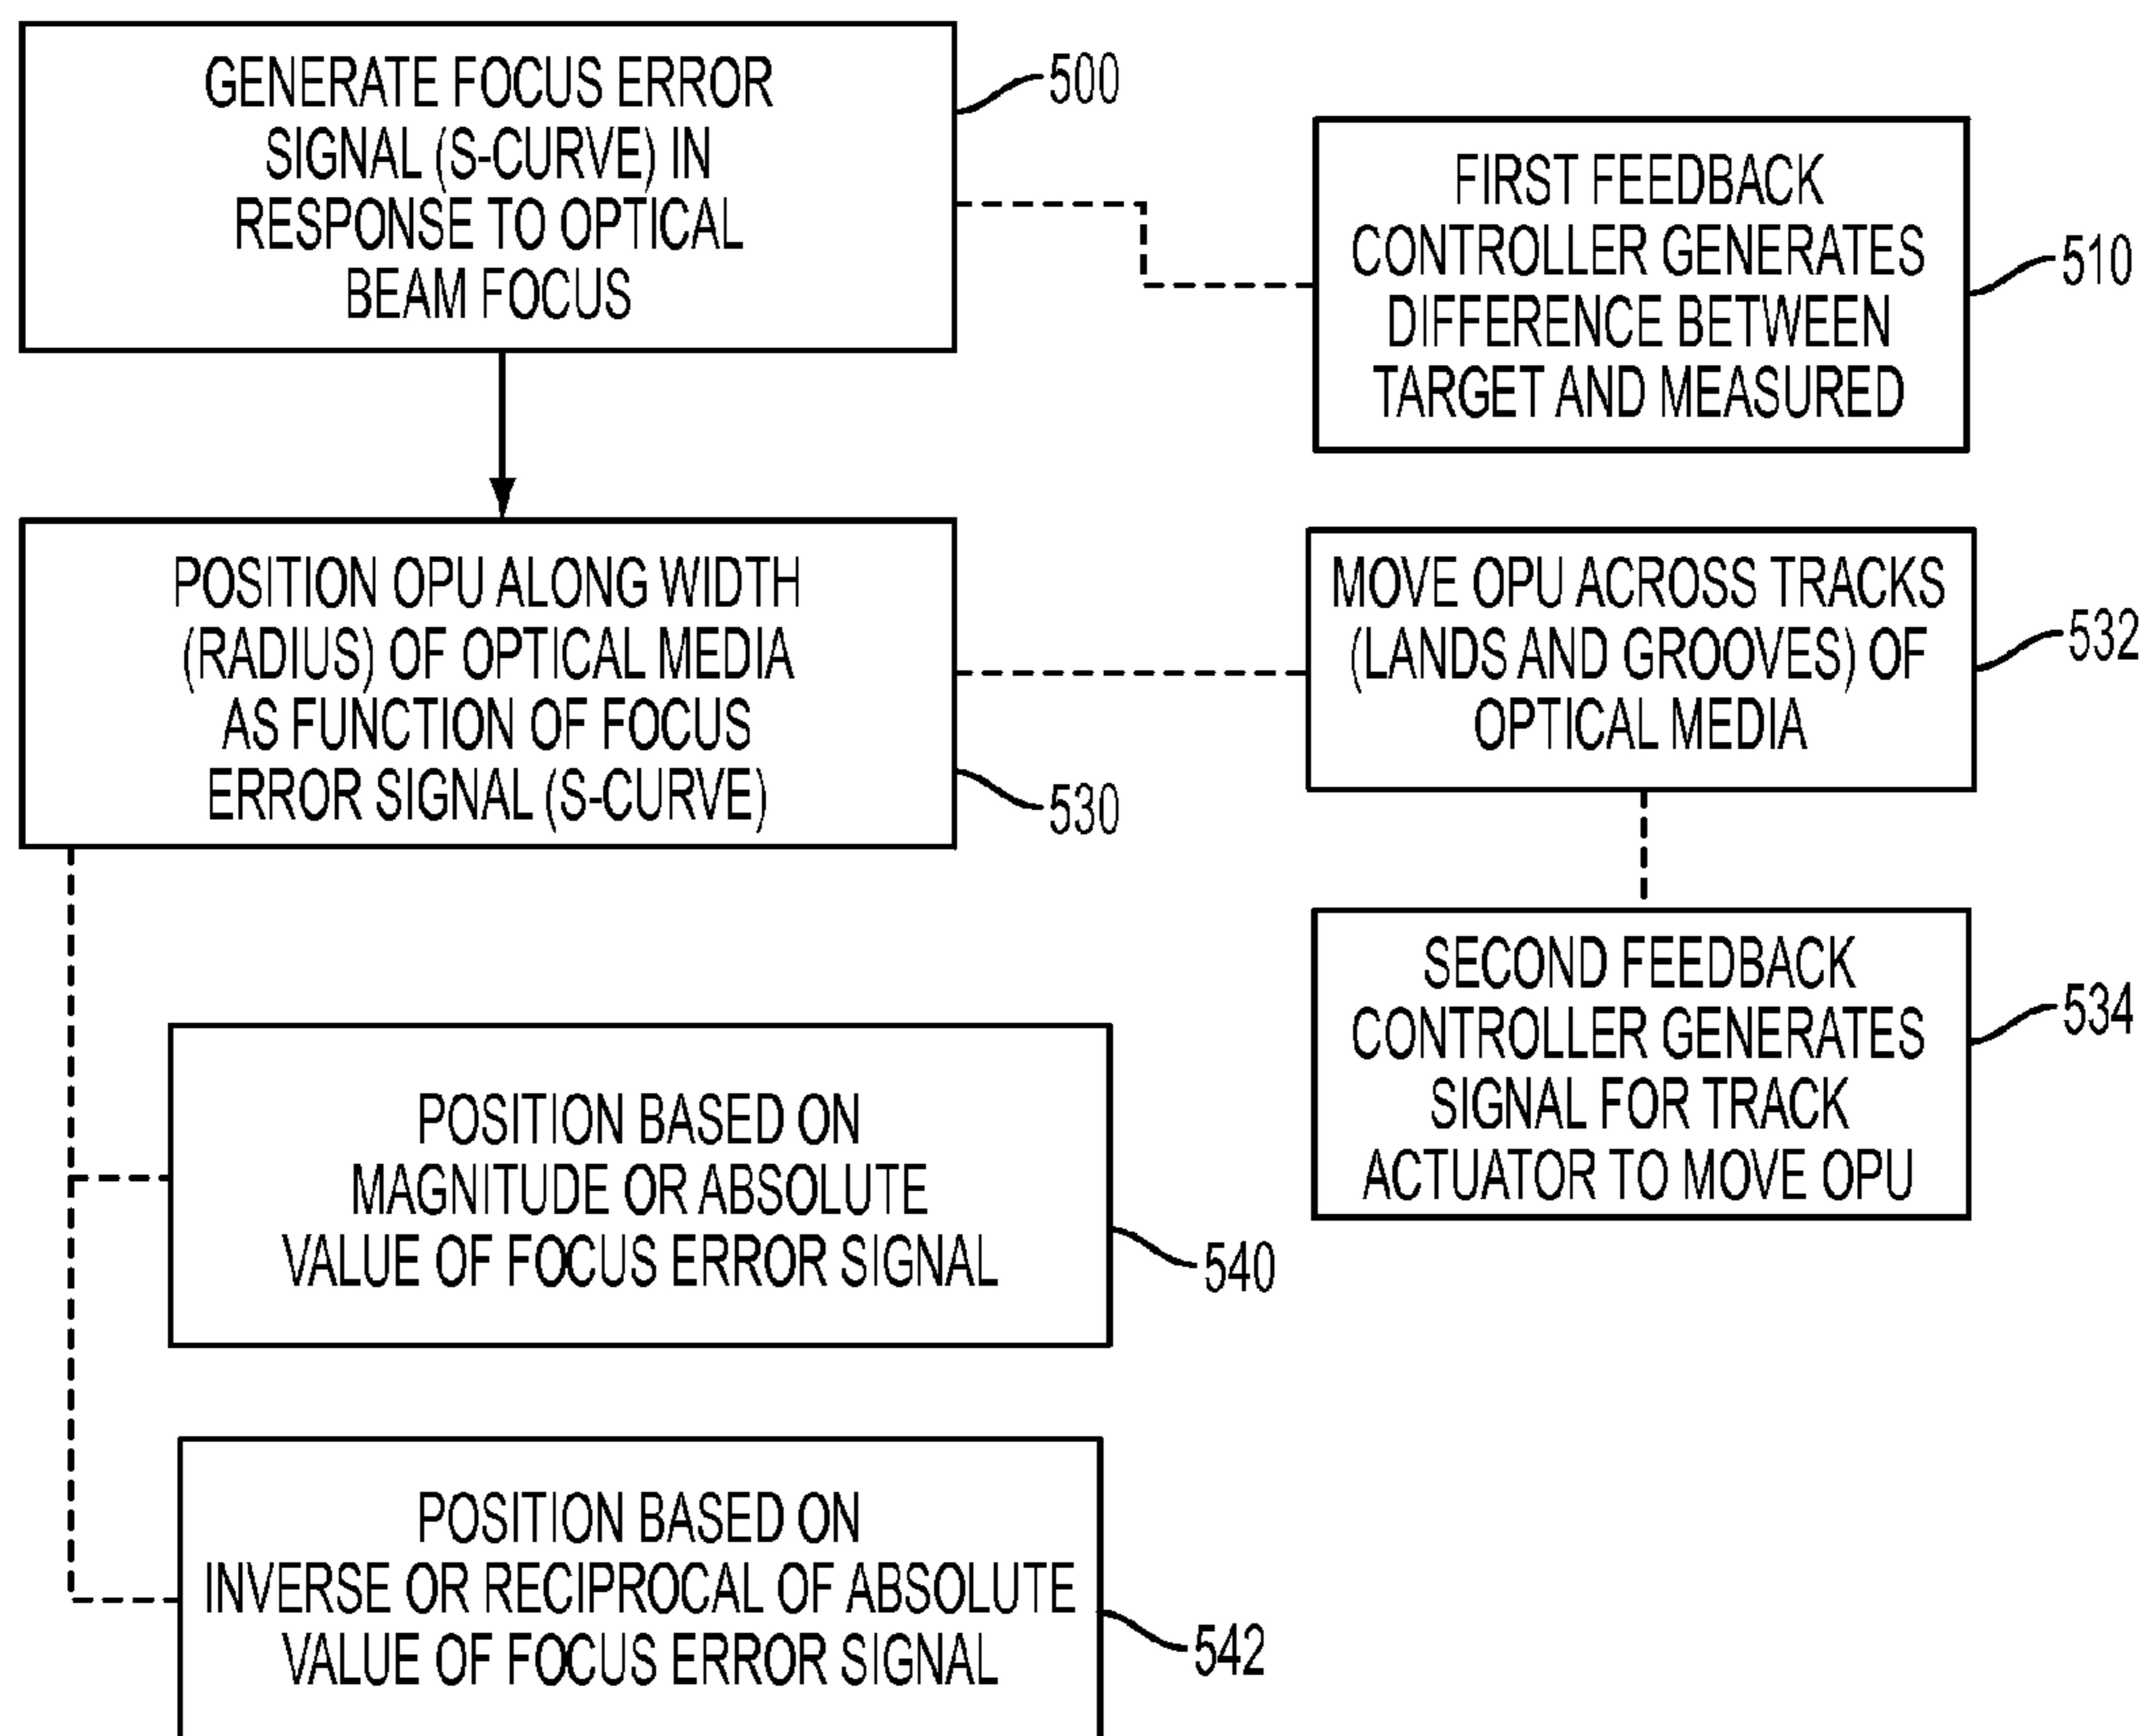 GENERATE FOCUS ERROR
SIGNAL (S-CURVE) IN
RESPONSE TO OPTICAL
BEAM FOCUS
500
FIRST FEEDBACK
CONTROLLER GENERATES
DIFFERENCE BETWEEN
TARGET AND MEASURED
510
POSITION OPU ALONG WIDTH
(RADIUS) OF OPTICAL MEDIA
AS FUNCTION OF FOCUS
ERROR SIGNAL (S-CURVE)
530
MOVE OPU ACROSS TRACKS
(LANDS AND GROOVES) OF
OPTICAL MEDIA
532
SECOND FEEDBACK
CONTROLLER GENERATES
SIGNAL FOR TRACK
ACTUATOR TO MOVE OPU
534
POSITION BASED ON
MAGNITUDE OR ABSOLUTE
VALUE OF FOCUS ERROR SIGNAL
540
POSITION BASED ON
INVERSE OR RECIPROCAL OF ABSOLUTE
VALUE OF FOCUS ERROR SIGNAL
542